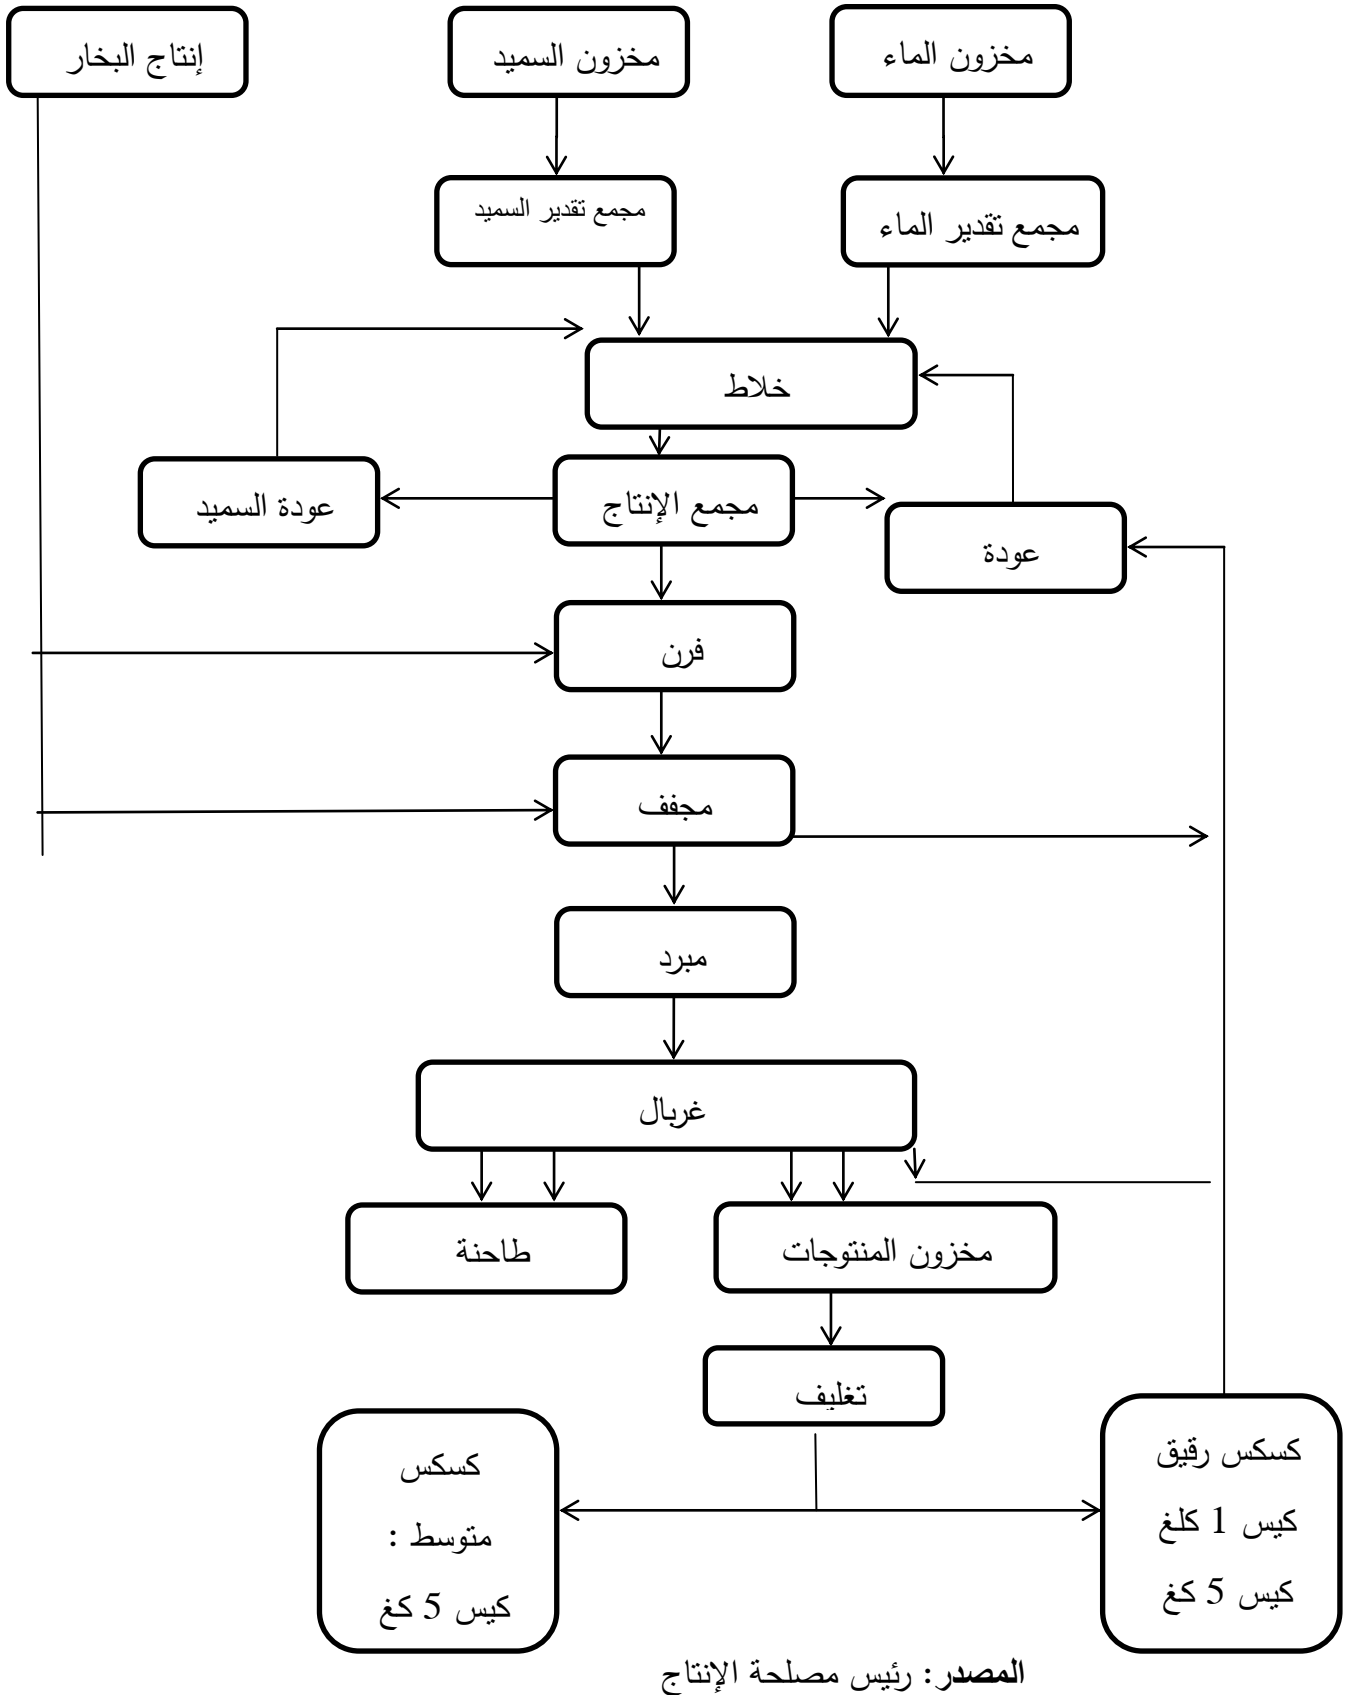 مخزون الماء
مخزون السميد
إنتاج البخار
مجمع تقدير الماء
مجمع تقدير السميد
خلاط
مجمع الإنتاج
عودة السميد
عودة
فرن
مجفف
مبرد
غربال
مخزون المنتوجات
طاحنة
تغليف
كسكس رقيق
كيس 1 كلغ
كيس 5 كغ
كسكس
متوسط :
كيس 5 كغ
المصدر: رئيس مصلحة الإنتاج